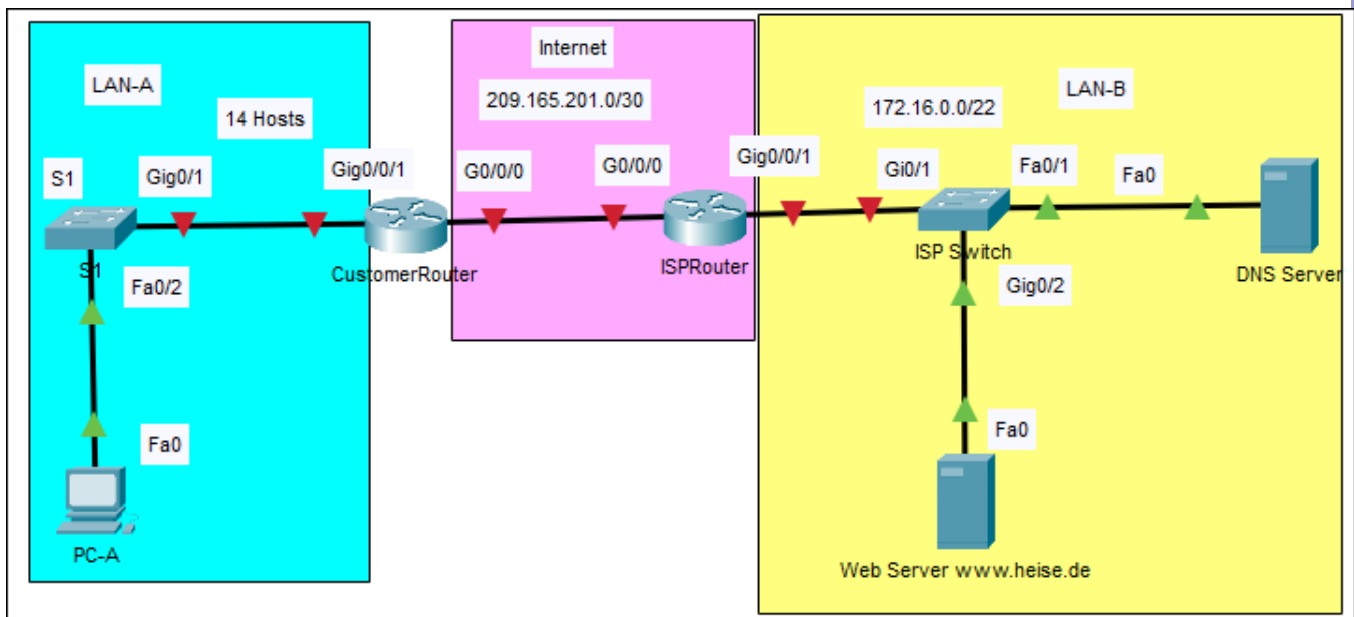 LAN-A
14 Hosts
S1
Gig0/1
Gig0/0/1
S1
CustomerRouter
Fa0/2
Fa0
PC-A
Internet
209.165.201.0/30
G0/0/0
G0/0/0
ISPRouter
172.16.0.0/22
LAN-B
Gig0/0/1
Gi0/1
Fa0/1
Fa0
ISP Switch
DNS Server
Gig0/2
Fa0
Web Server www.heise.de